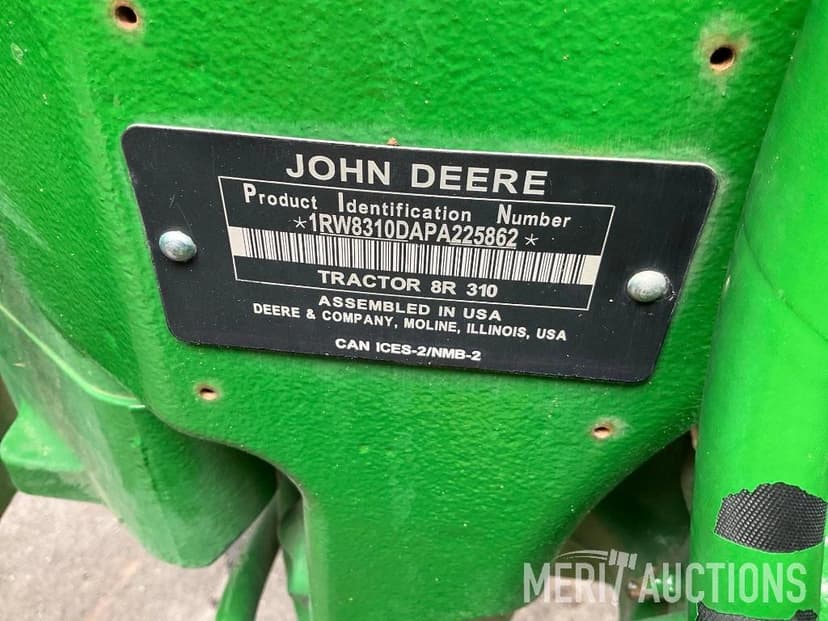 JOHN DEERE
Product Identification Number
*1RW8310DAPA225862*
TRACTOR 8R 310
ASSEMBLED IN USA
DEERE & COMPANY, MOLINE, ILLINOIS, USA
CAN ICES-2/NMB-2
MERIT AUCTIONS